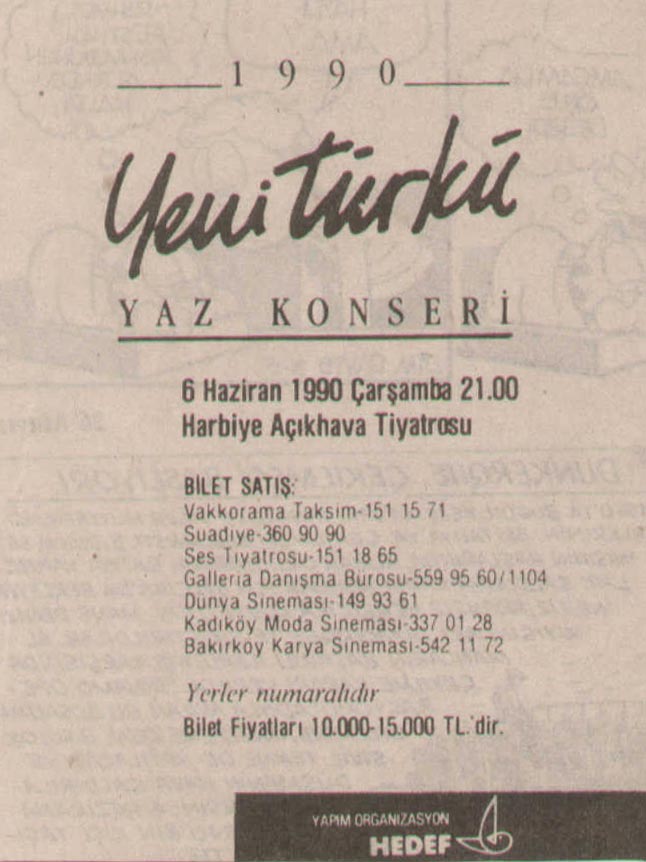 1990
Yeni Türkü
YAZ KONSERİ
6 Haziran 1990 Çarşamba 21.00
Harbiye Açıkhava Tiyatrosu
BİLET SATIŞ:
Vakkorama Taksim-151 15 71
Suadiye-360 90 90
Ses Tiyatrosu-151 18 65
Galleria Danışma Bürosu-559 95 60/1104
Dünya Sineması-149 93 61
Kadıköy Moda Sineması-337 01 28
Bakırköy Karya Sineması-542 11 72
Yerler numaralıdır
Bilet Fiyatları 10.000-15.000 TL.'dir.
YAPIM ORGANIZASYON
HEDEF